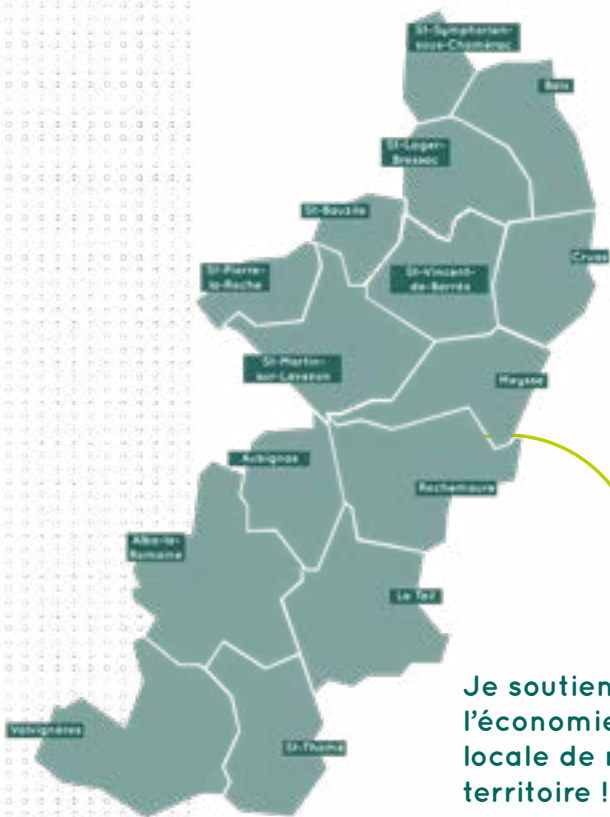 St-Symphorien-
sous-Chomérac
Baix
St-Lager-
Bressac
St-Bauzile
Cruas
St-Pierre-
la-Roche
St-Vincent-
de-Barrès
St-Martin-
sur-Lavezon
Meysse
Aubignas
Rochemaure
Alba-la-
Romaine
Le Teil
Valvignères
St-Thomé
Je soutien
l'économie
locale de
territoire !